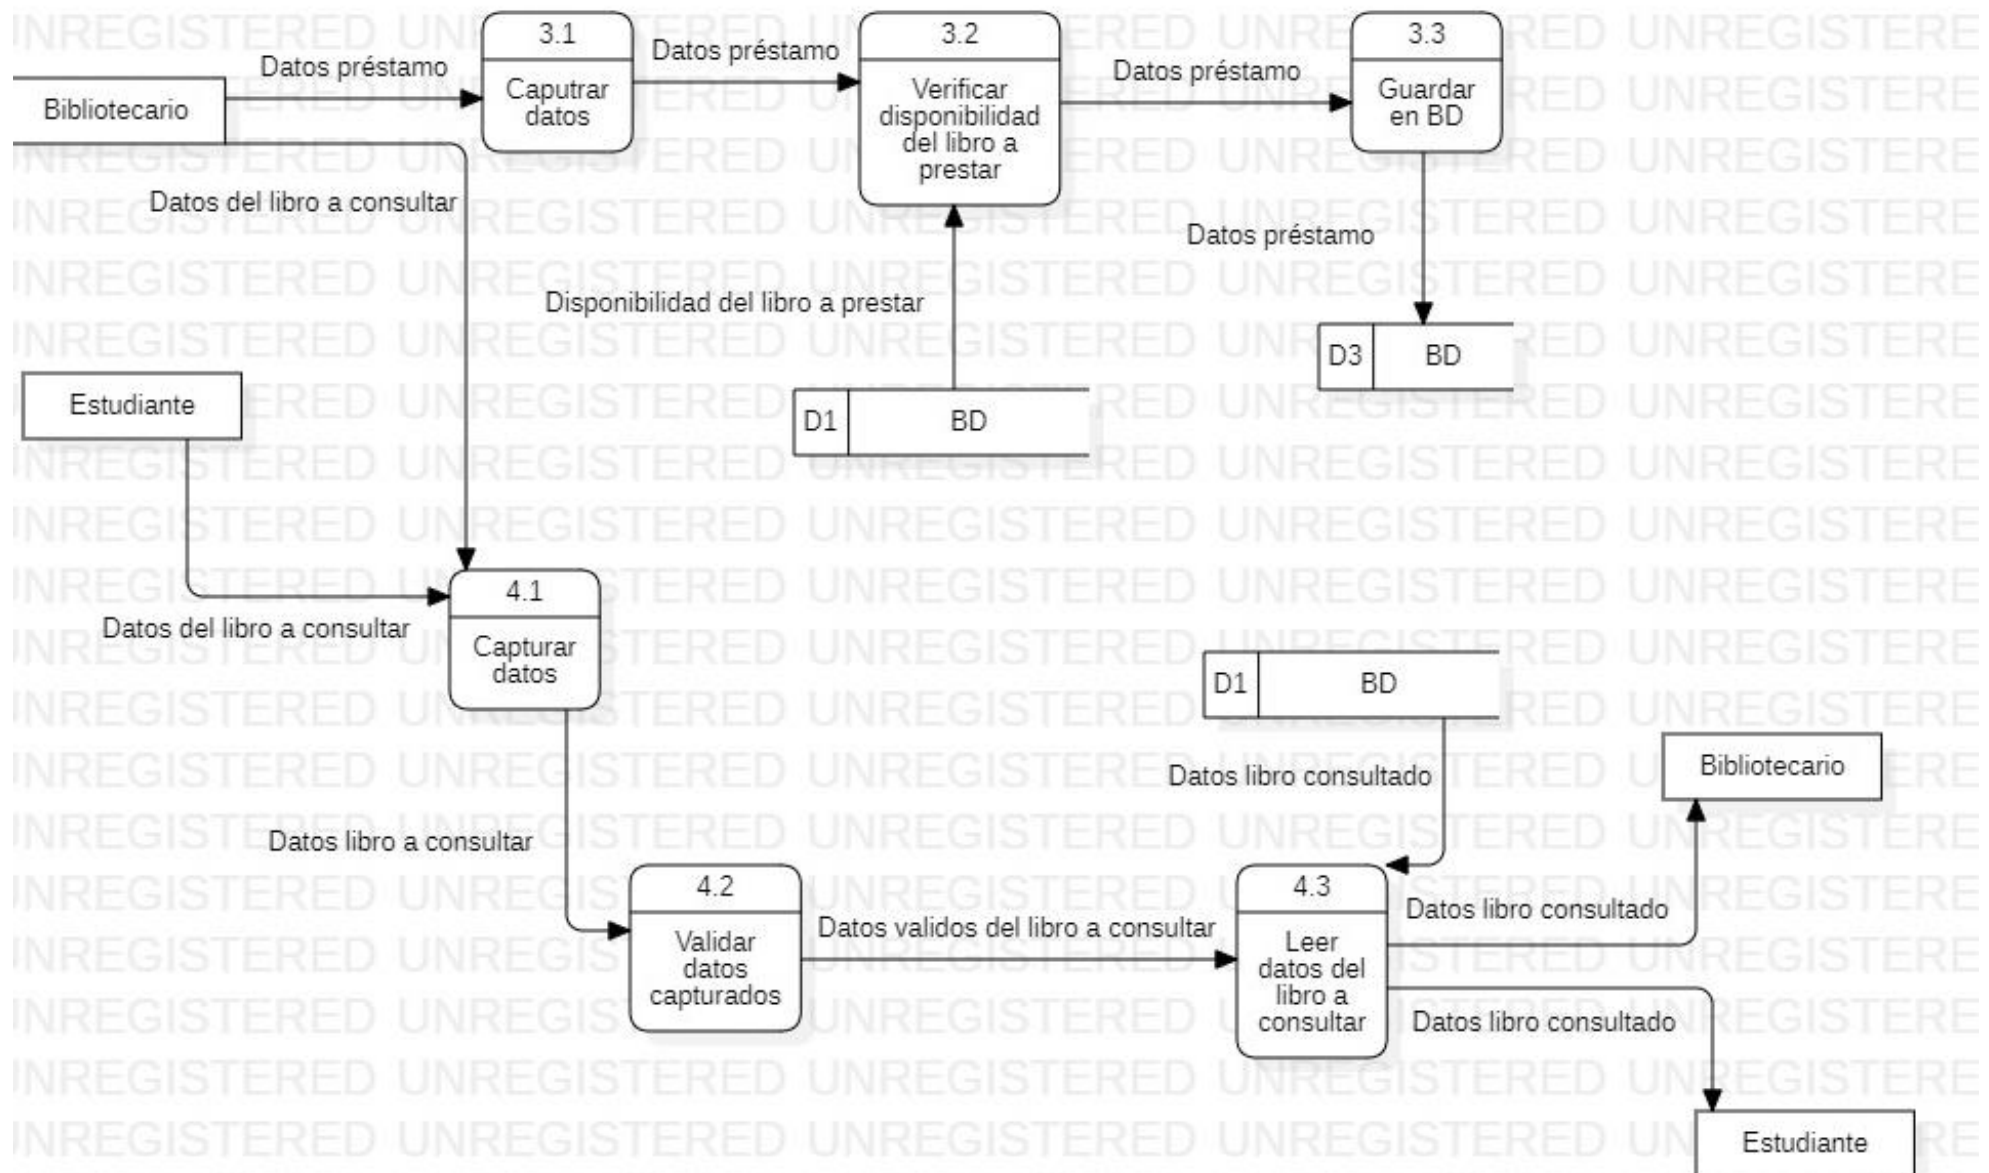 3.1
Caputrar
datos
Datos préstamo
3.2
Verificar
disponibilidad
del libro a
prestar
Datos préstamo
3.3
Guardar
en BD
Datos préstamo
Bibliotecario
Datos del libro a consultar
Datos préstamo
Disponibilidad del libro a prestar
D3
BD
D1
BD
Estudiante
Datos del libro a consultar
4.1
Capturar
datos
D1
BD
Datos libro consultado
Bibliotecario
Datos libro a consultar
4.2
Validar
datos
capturados
Datos validos del libro a consultar
4.3
Leer
datos del
libro a
consultar
Datos libro consultado
Datos libro consultado
Estudiante
UNREGISTERED